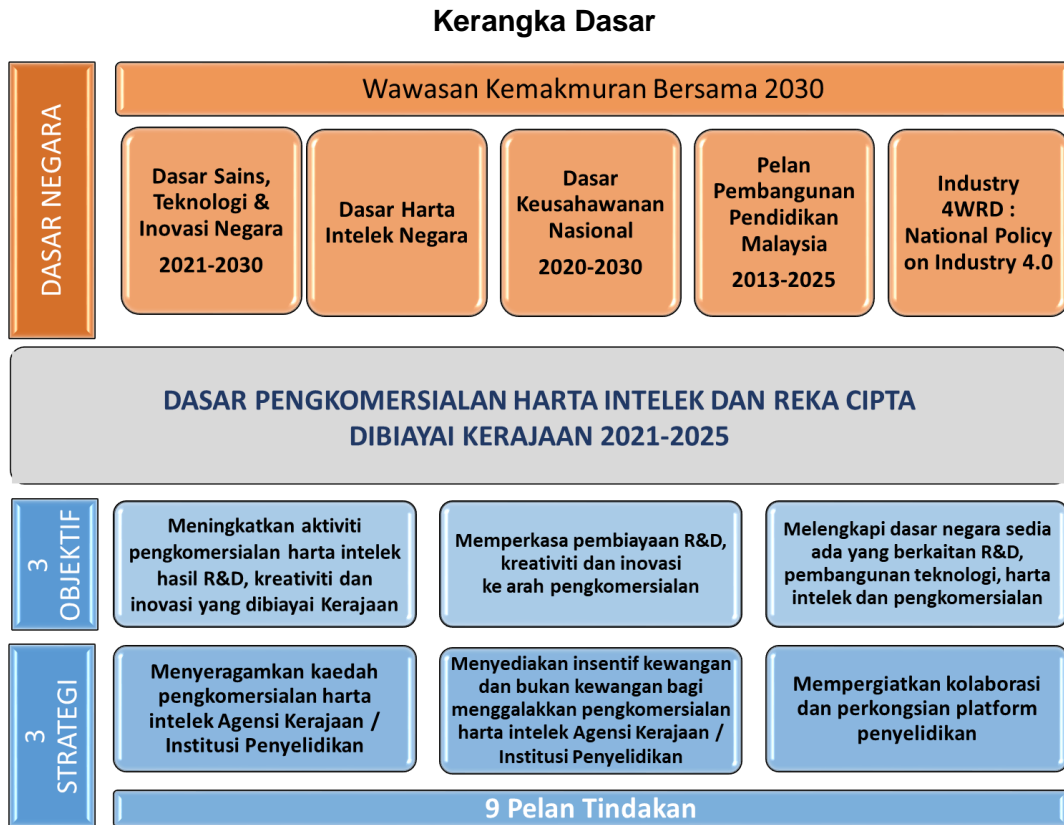 Kerangka Dasar
DASAR NEGARA
Wawasan Kemakmuran Bersama 2030
Dasar Sains,
Teknologi &
Inovasi Negara
2021-2030
Dasar Harta
Intelek Negara
Dasar
Keusahawanan
Nasional
2020-2030
Pelan
Pembangunan
Pendidikan
Malaysia
2013-2025
Industry
4WRD :
National Policy
on Industry 4.0
DASAR PENGKOMERSIALAN HARTA INTELEK DAN REKA CIPTA
DIBIAYAI KERAJAAN 2021-2025
3
OBJEKTIF
Meningkatkan aktiviti
pengkomersialan harta intelek
hasil R&D, kreativiti dan
inovasi yang dibiayai Kerajaan
Memperkasa pembiayaan R&D,
kreativiti dan inovasi
ke arah pengkomersialan
Melengkapi dasar negara sedia
ada yang berkaitan R&D,
pembangunan teknologi, harta
intelek dan pengkomersialan
3
STRATEGI
Menyeragamkan kaedah
pengkomersialan harta
intelek Agensi Kerajaan /
Institusi Penyelidikan
Menyediakan insentif kewangan
dan bukan kewangan bagi
menggalakkan pengkomersialan
harta intelek Agensi Kerajaan /
Institusi Penyelidikan
Mempergiatkan kolaborasi
dan perkongsian platform
penyelidikan
9 Pelan Tindakan